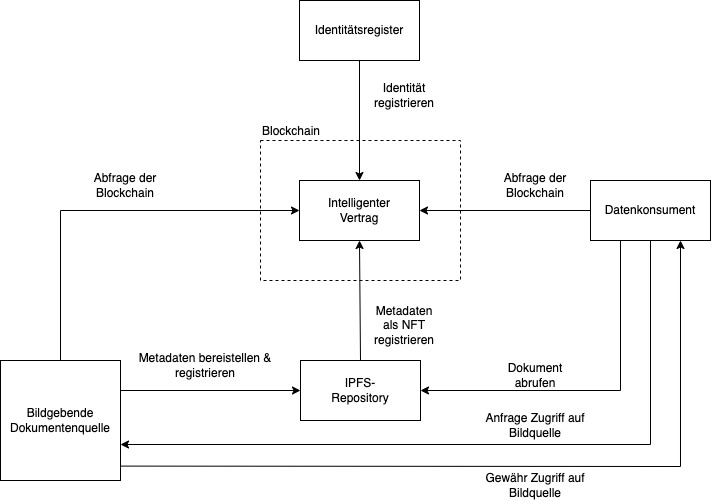 Identitätsregister
Identität
registrieren
Blockchain
Abfrage der
Blockchain
Intelligenter
Vertrag
Abfrage der
Blockchain
Datenkonsument
Metadaten
als NFT
registrieren
Metadaten bereistellen &
registrieren
IPFS-
Repository
Dokument
abrufen
Bildgebende
Dokumentenquelle
Anfrage Zugriff auf
Bildquelle
Gewähr Zugriff auf
Bildquelle